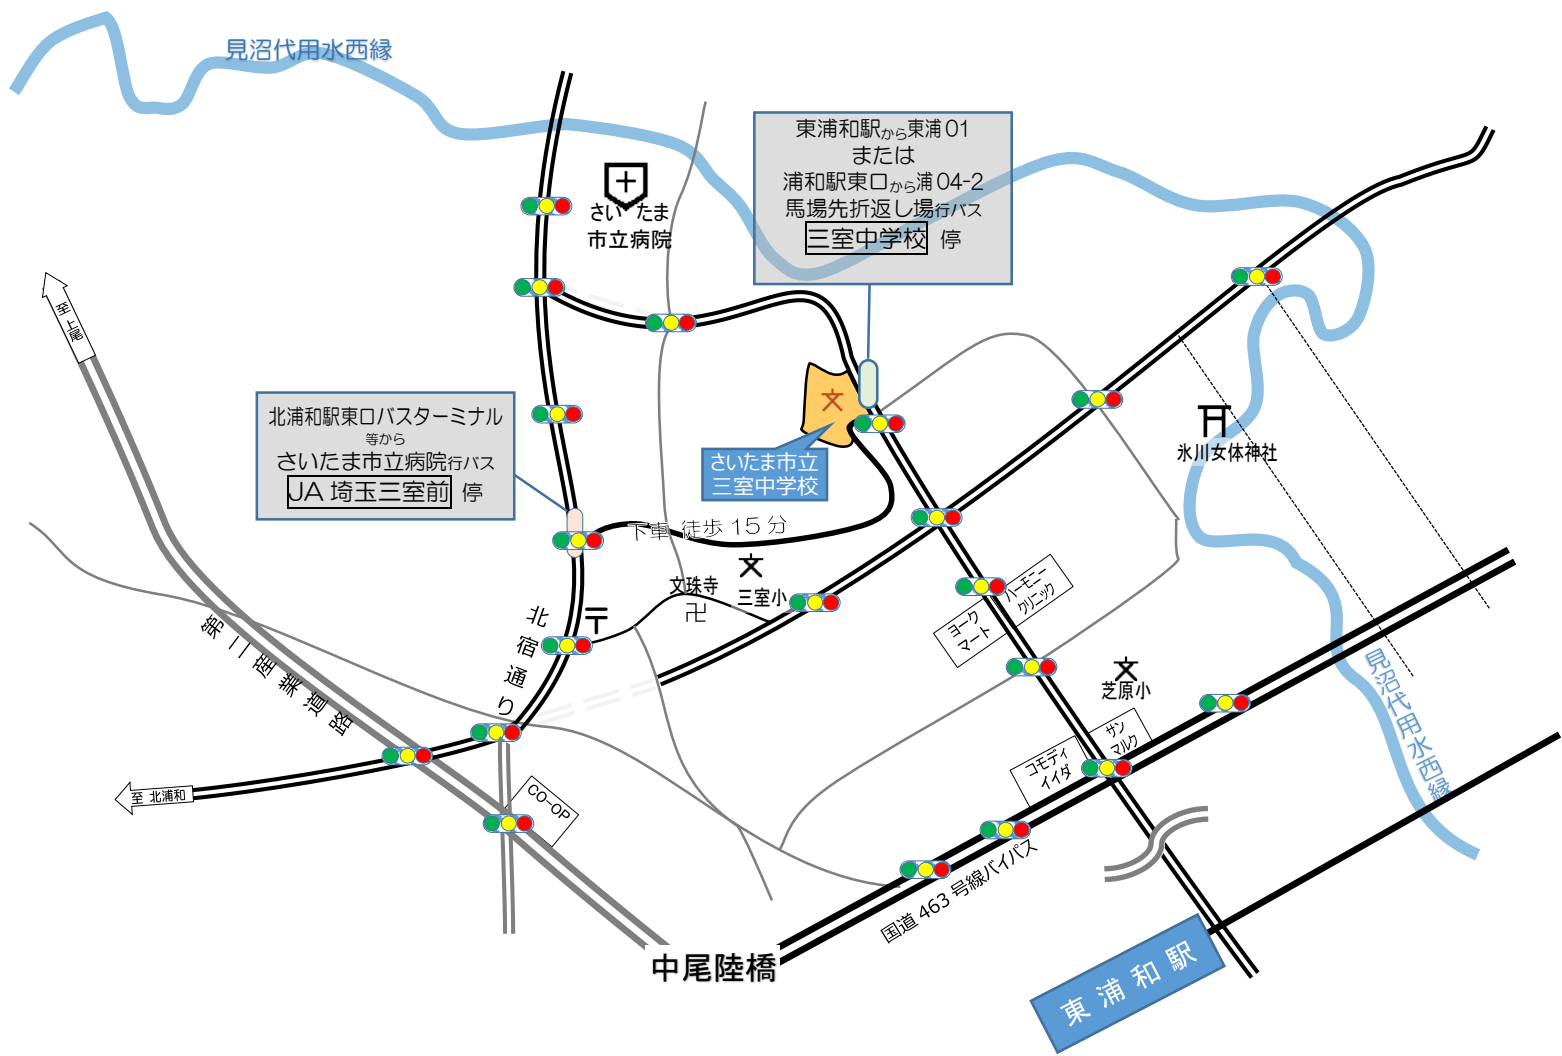 見沼代用水西縁
東浦和駅から東浦01
または
浦和駅東口から浦04-2
馬場先折返し場行バス
三室中学校 停
さいたま
市立病院
至 上尾
北浦和駅東口バスターミナル
等から
さいたま市立病院行バス
JA 埼玉三室前 停
さいたま市立
三室中学校
氷川女体神社
下車 徒歩 15 分
文珠寺
卍
三室小
ハーモニー
クリニック
ヨーク
マート
北宿通り
第二産業道路
芝原小
サン
マルク
コモディ
イイダ
見沼代用水西縁
至 北浦和
CO-OP
国道 463 号線バイパス
中尾陸橋
東浦和駅